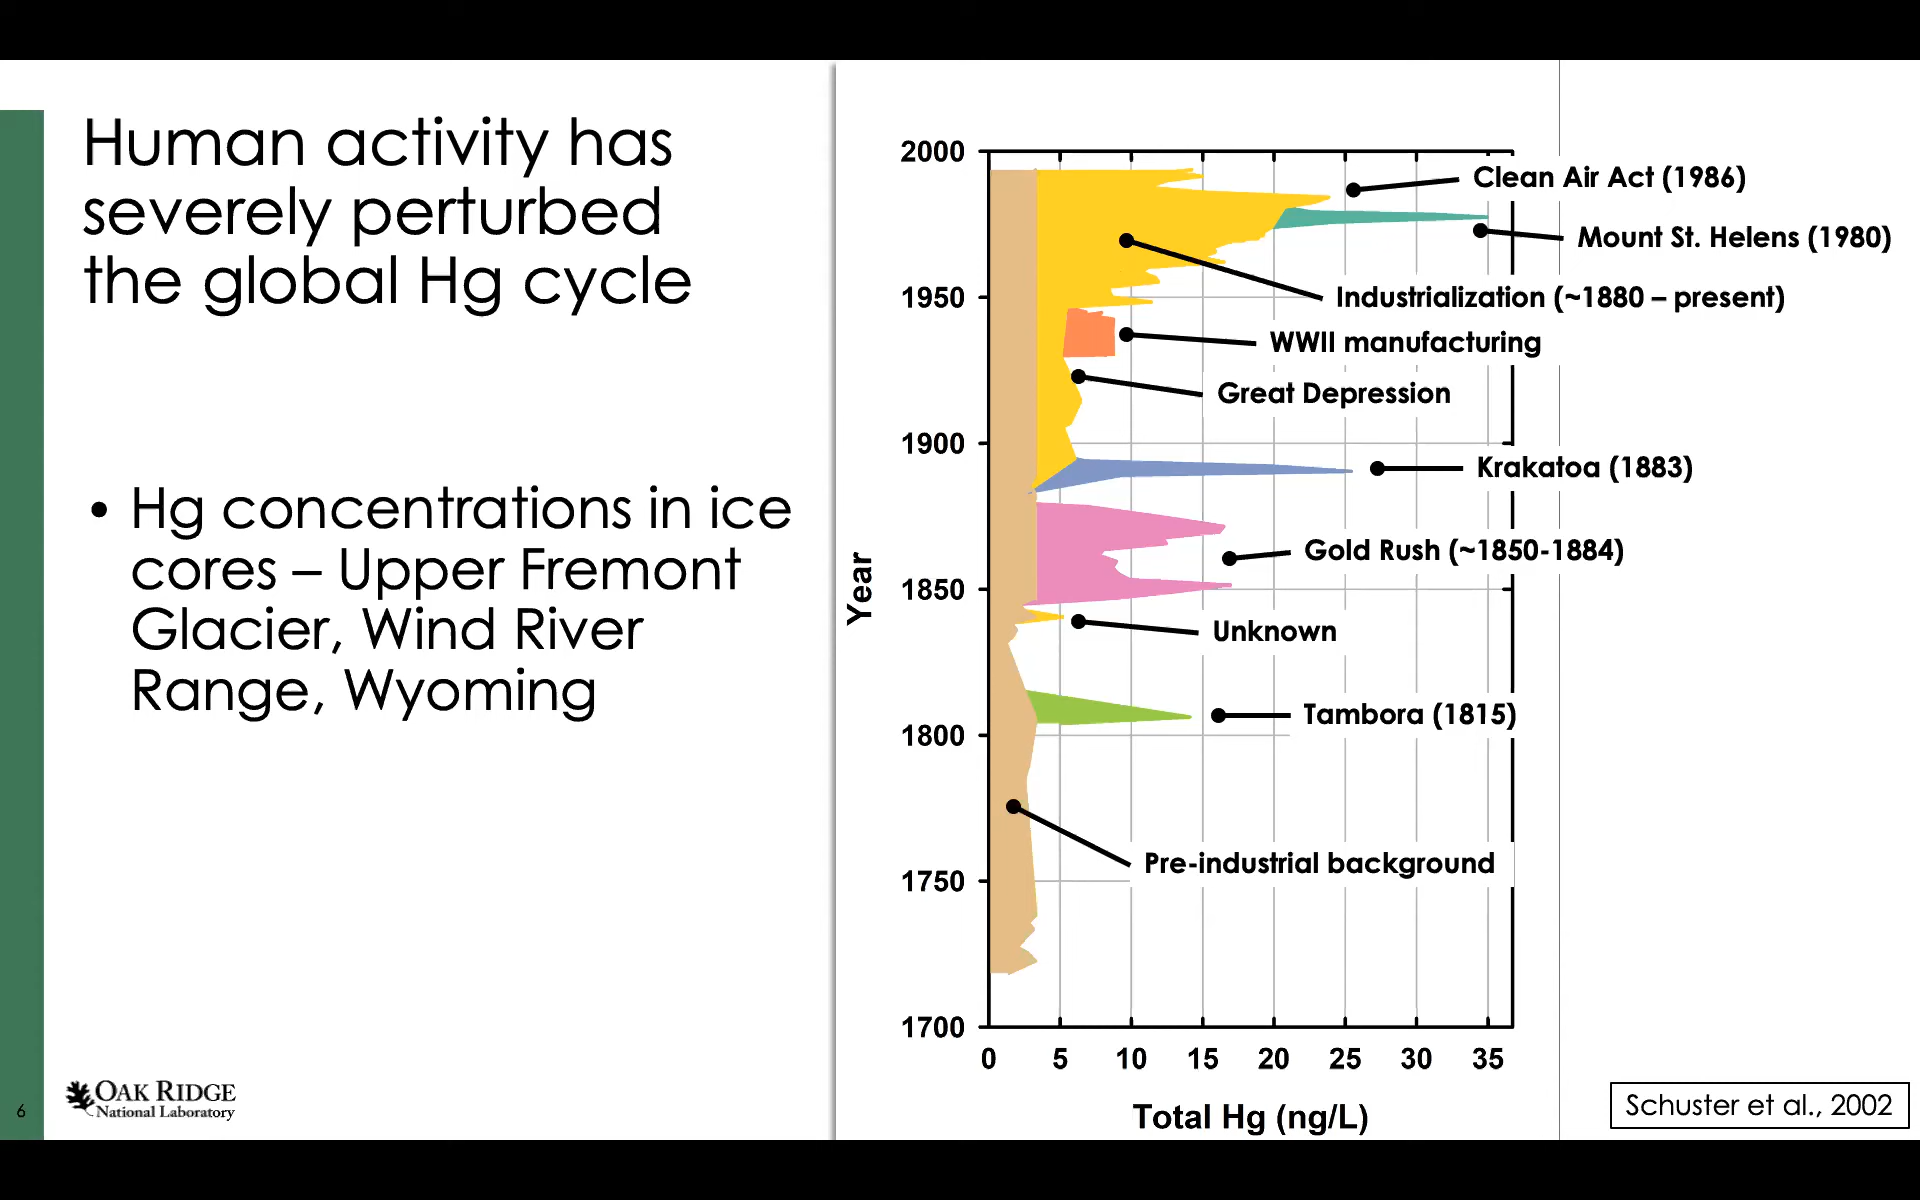 Human activity has
severely perturbed
the global Hg cycle
• Hg concentrations in ice
cores – Upper Fremont
Glacier, Wind River
Range, Wyoming
6
OAK RIDGE
National Laboratory
Year
2000
1950
1900
1850
1800
1750
1700
0 5 10 15 20 25 30 35
Total Hg (ng/L)
Clean Air Act (1986)
Mount St. Helens (1980)
Industrialization (~1880 – present)
WWII manufacturing
Great Depression
Krakatoa (1883)
Gold Rush (~1850-1884)
Unknown
Tambora (1815)
Pre-industrial background
Schuster et al., 2002